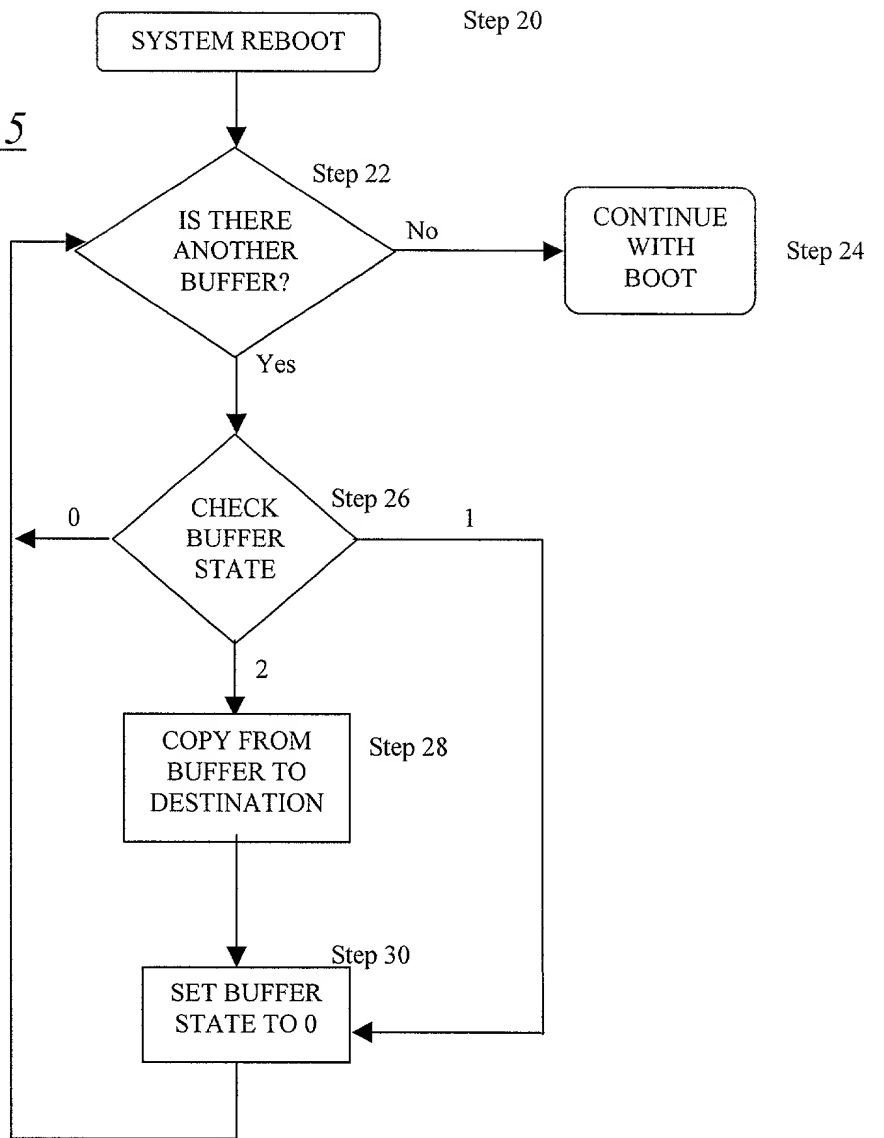 SYSTEM REBOOT
Step 20
5
Step 22
IS THERE
ANOTHER
BUFFER?
No
CONTINUE
WITH
BOOT
Step 24
Yes
Step 26
CHECK
BUFFER
STATE
0
1
2
COPY FROM
BUFFER TO
DESTINATION
Step 28
Step 30
SET BUFFER
STATE TO 0